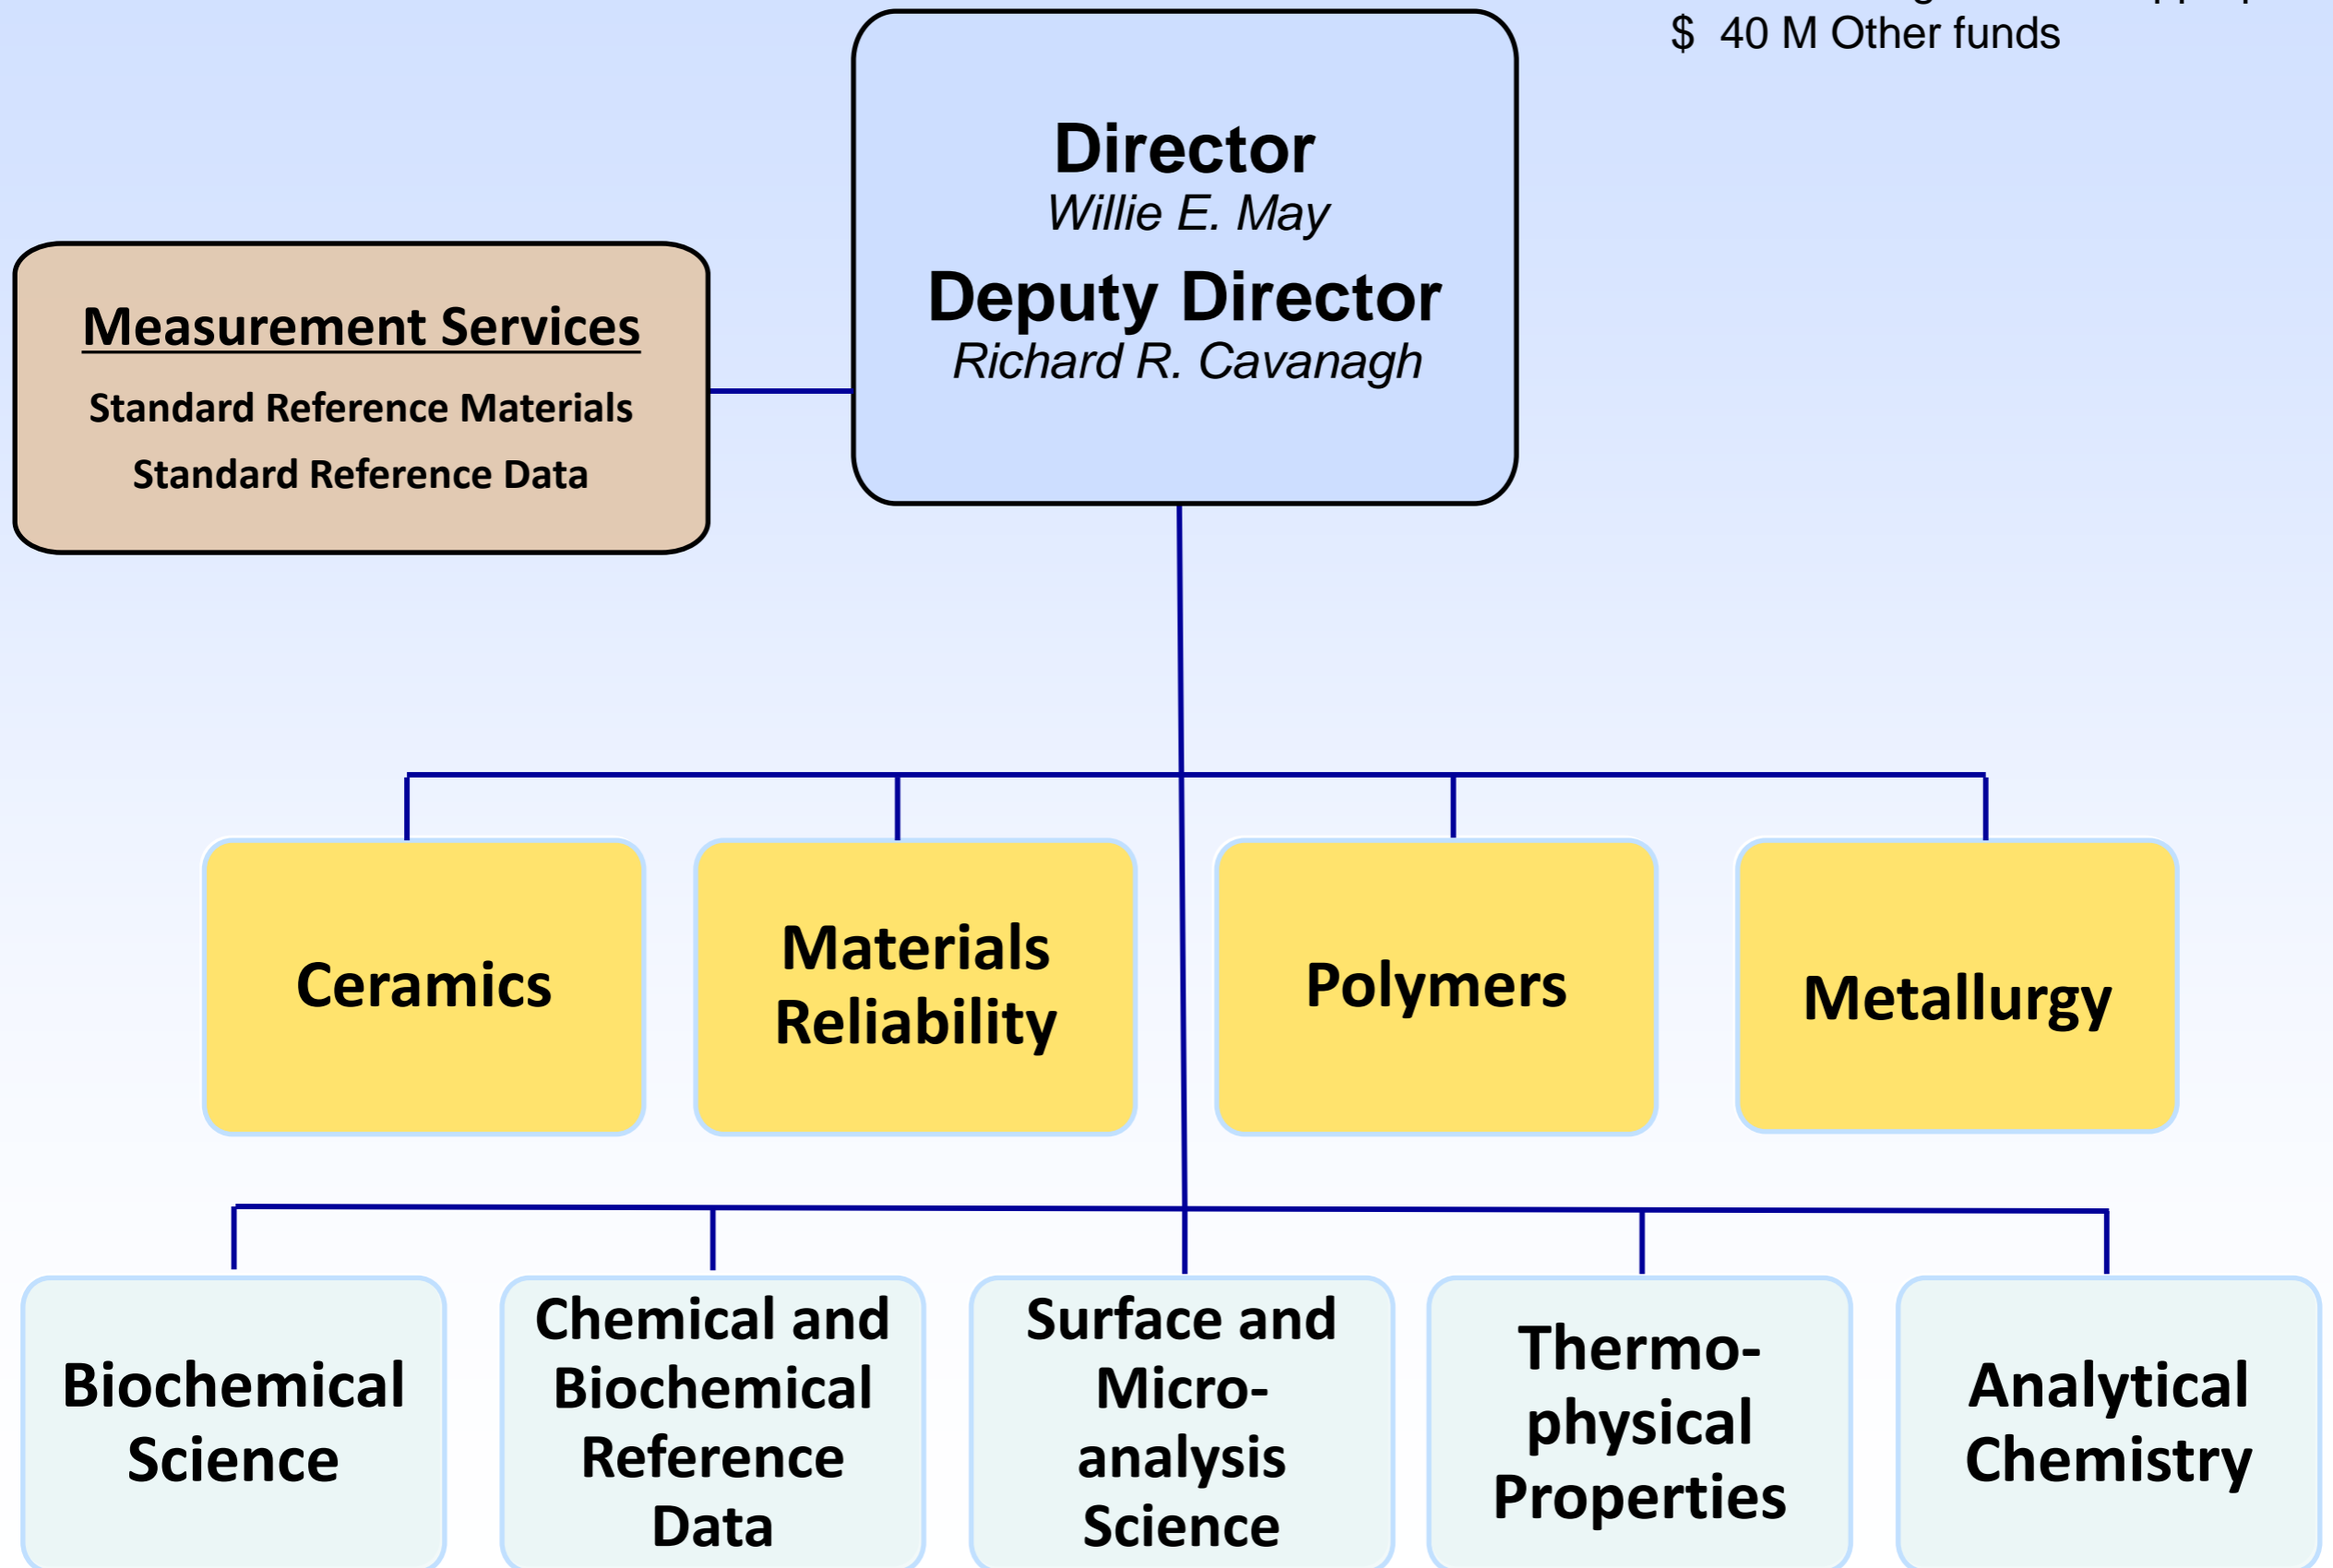 $ 40 M Other funds
Director
Willie E. May
Deputy Director
Richard R. Cavanagh
Measurement Services
Standard Reference Materials
Standard Reference Data
Ceramics
Materials
Reliability
Polymers
Metallurgy
Biochemical
Science
Chemical and
Biochemical
Reference
Data
Surface and
Micro-
analysis
Science
Thermo-
physical
Properties
Analytical
Chemistry